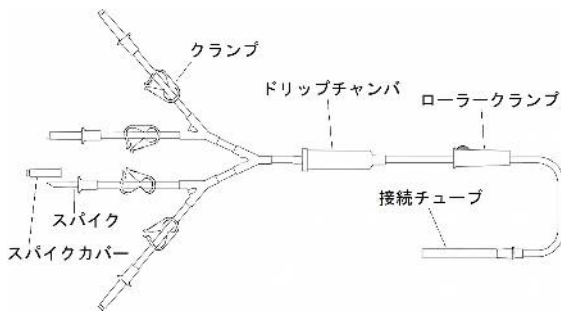 クランプ
ドリップチャンバ
ローラークランプ
接続チューブ
スパイク
スパイクカバー